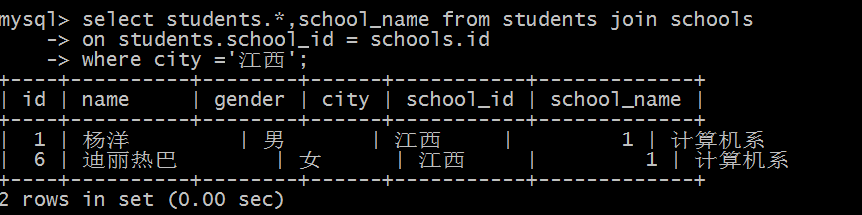 mysql> select students.*,school_name from students join schools
    -> on students.school_id = schools.id
    -> where city ='江西';
+----+----------+--------+------+-----------+-------------+
| id | name     | gender | city | school_id | school_name |
+----+----------+--------+------+-----------+-------------+
|  1 | 杨洋         | 男       | 江西       |         1 | 计算机系
|  6 | 迪丽热巴         | 女       | 江西       |         1 | 计算机系
+----+----------+--------+------+-----------+-------------+
2 rows in set (0.00 sec)